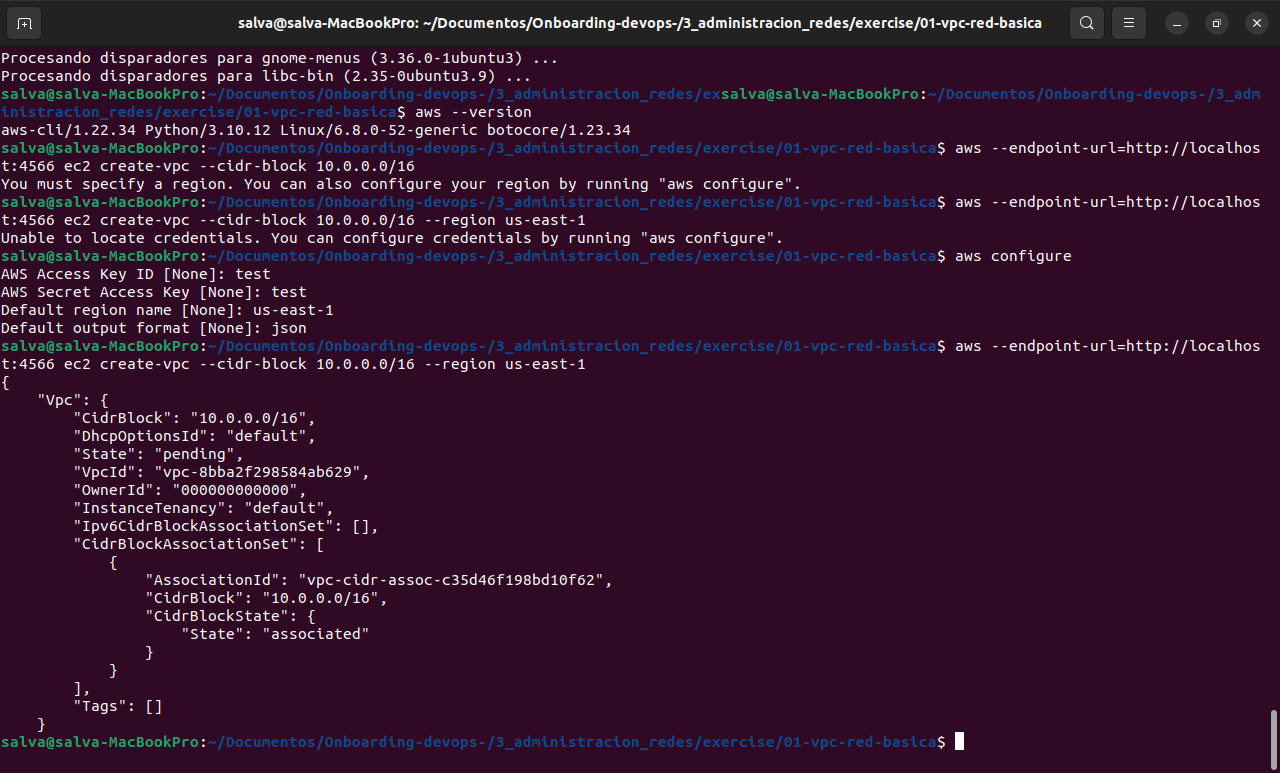 salva@salva-MacBookPro: ~/Documentos/Onboarding-devops-/3_administracion_redes/exercise/01-vpc-red-basica
Procesando disparadores para gnome-menus (3.36.0-1ubuntu3) ...
Procesando disparadores para libc-bin (2.35-0ubuntu3.9) ...
salva@salva-MacBookPro:~/Documentos/Onboarding-devops-/3_administracion_redes/exsalva@salva-MacBookPro:~/Documentos/Onboarding-devops-/3_adm
inistracion_redes/exercise/01-vpc-red-basica$ aws --version
aws-cli/1.22.34 Python/3.10.12 Linux/6.8.0-52-generic botocore/1.23.34
salva@salva-MacBookPro:~/Documentos/Onboarding-devops-/3_administracion_redes/exercise/01-vpc-red-basica$ aws --endpoint-url=http://localhos
t:4566 ec2 create-vpc --cidr-block 10.0.0.0/16
You must specify a region. You can also configure your region by running "aws configure".
salva@salva-MacBookPro:~/Documentos/Onboarding-devops-/3_administracion_redes/exercise/01-vpc-red-basica$ aws --endpoint-url=http://localhos
t:4566 ec2 create-vpc --cidr-block 10.0.0.0/16 --region us-east-1
Unable to locate credentials. You can configure credentials by running "aws configure".
salva@salva-MacBookPro:~/Documentos/Onboarding-devops-/3_administracion_redes/exercise/01-vpc-red-basica$ aws configure
AWS Access Key ID [None]: test
AWS Secret Access Key [None]: test
Default region name [None]: us-east-1
Default output format [None]: json
salva@salva-MacBookPro:~/Documentos/Onboarding-devops-/3_administracion_redes/exercise/01-vpc-red-basica$ aws --endpoint-url=http://localhos
t:4566 ec2 create-vpc --cidr-block 10.0.0.0/16 --region us-east-1
{
    "Vpc": {
        "CidrBlock": "10.0.0.0/16",
        "DhcpOptionsId": "default",
        "State": "pending",
        "VpcId": "vpc-8bba2f298584ab629",
        "OwnerId": "000000000000",
        "InstanceTenancy": "default",
        "Ipv6CidrBlockAssociationSet": [],
        "CidrBlockAssociationSet": [
            {
                "AssociationId": "vpc-cidr-assoc-c35d46f198bd10f62",
                "CidrBlock": "10.0.0.0/16",
                "CidrBlockState": {
                    "State": "associated"
                }
            }
        ],
        "Tags": []
    }
salva@salva-MacBookPro:~/Documentos/Onboarding-devops-/3_administracion_redes/exercise/01-vpc-red-basica$